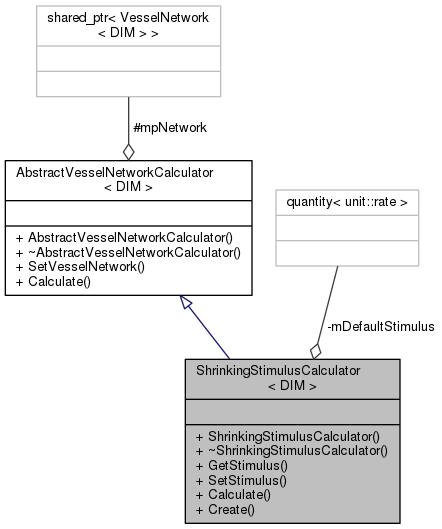 shared_ptr< VesselNetwork
< DIM > >
#mpNetwork
AbstractVesselNetworkCalculator
< DIM >
+ AbstractVesselNetworkCalculator()
+ ~AbstractVesselNetworkCalculator()
+ SetVesselNetwork()
+ Calculate()
quantity< unit::rate >
-mDefaultStimulus
ShrinkingStimulusCalculator
< DIM >
+ ShrinkingStimulusCalculator()
+ ~ShrinkingStimulusCalculator()
+ GetStimulus()
+ SetStimulus()
+ Calculate()
+ Create()